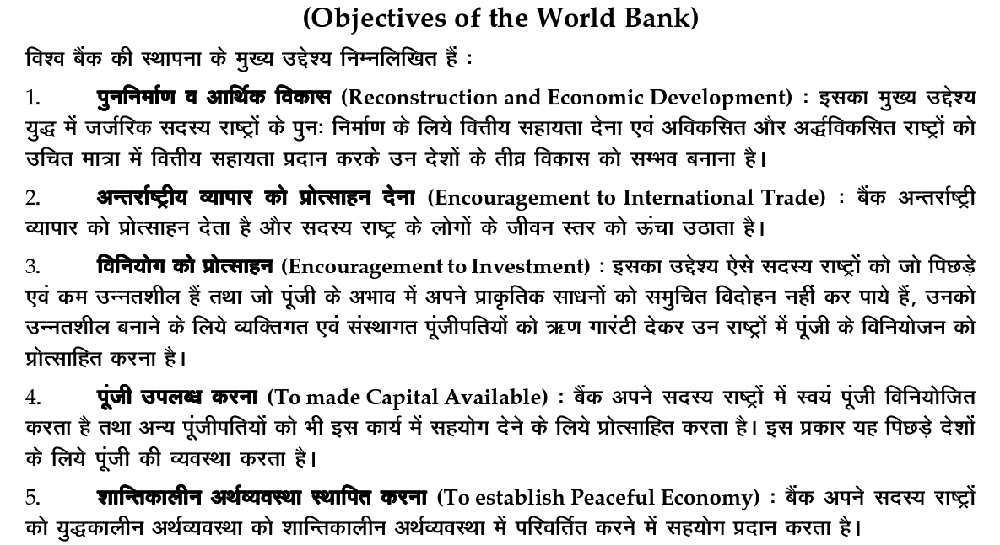 (Objectives of the World Bank)
विश्व बैंक की स्थापना के मुख्य उद्देश्य निम्नलिखित हैं :
1. पुननिर्माण व आर्थिक विकास (Reconstruction and Economic Development) : इसका मुख्य उद्देश्य
युद्ध में जर्जरिक सदस्य राष्ट्रों के पुनः निर्माण के लिये वित्तीय सहायता देना एवं अविकसित और अर्द्धविकसित राष्ट्रों को
उचित मात्रा में वित्तीय सहायता प्रदान करके उन देशों के तीव्र विकास को सम्भव बनाना है।
2. अन्तर्राष्ट्रीय व्यापार को प्रोत्साहन देना (Encouragement to International Trade) : बैंक अन्तर्राष्ट्री
व्यापार को प्रोत्साहन देता है और सदस्य राष्ट्र के लोगों के जीवन स्तर को ऊंचा उठाता है।
3. विनियोग को प्रोत्साहन (Encouragement to Investment) : इसका उद्देश्य ऐसे सदस्य राष्ट्रों को जो पिछड़े
एवं कम उन्नतशील हैं तथा जो पूंजी के अभाव में अपने प्राकृतिक साधनों को समुचित विदोहन नहीं कर पाये हैं, उनको
उन्नतशील बनाने के लिये व्यक्तिगत एवं संस्थागत पूंजीपतियों को ऋण गारंटी देकर उन राष्ट्रों में पूंजी के विनियोजन को
प्रोत्साहित करना है।
4. पूंजी उपलब्ध करना (To made Capital Available) : बैंक अपने सदस्य राष्ट्रों में स्वयं पूंजी विनियोजित
करता है तथा अन्य पूंजीपतियों को भी इस कार्य में सहयोग देने के लिये प्रोत्साहित करता है। इस प्रकार यह पिछड़े देशों
के लिये पूंजी की व्यवस्था करता है।
5. शान्तिकालीन अर्थव्यवस्था स्थापित करना (To establish Peaceful Economy) : बैंक अपने सदस्य राष्ट्रों
को युद्धकालीन अर्थव्यवस्था को शान्तिकालीन अर्थव्यवस्था में परिवर्तित करने में सहयोग प्रदान करता है।